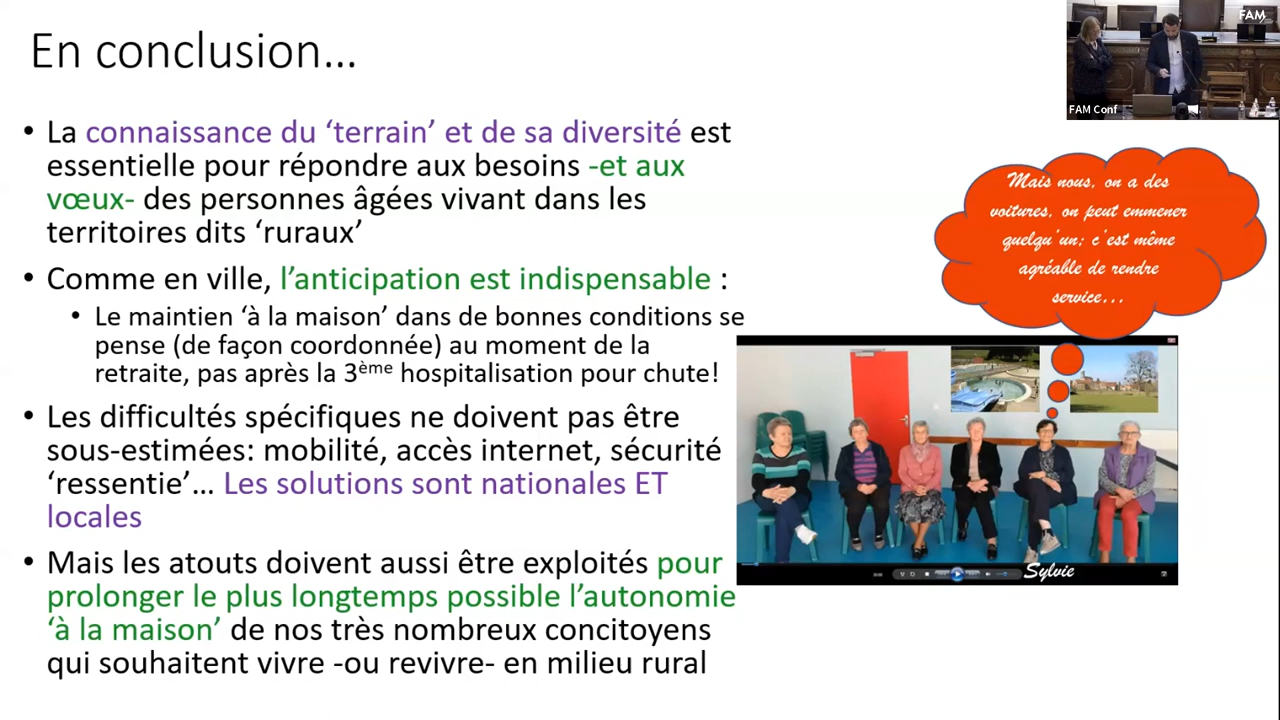 En conclusion…
• La connaissance du ‘terrain’ et de sa diversité est
essentielle pour répondre aux besoins -et aux
vœux- des personnes âgées vivant dans les
territoires dits ‘ruraux’
• Comme en ville, l’anticipation est indispensable :
• Le maintien ‘à la maison’ dans de bonnes conditions se
pense (de façon coordonnée) au moment de la
retraite, pas après la 3ème hospitalisation pour chute!
• Les difficultés spécifiques ne doivent pas être
sous-estimées: mobilité, accès internet, sécurité
‘ressentie’… Les solutions sont nationales ET
locales
• Mais les atouts doivent aussi être exploités pour
prolonger le plus longtemps possible l’autonomie
‘à la maison’ de nos très nombreux concitoyens
qui souhaitent vivre -ou revivre- en milieu rural
FAM
FAM Conf
Mais nous, on a des
voitures, on peut emmener
quelqu’un; c’est même
agréable de rendre
service…
Sylvie